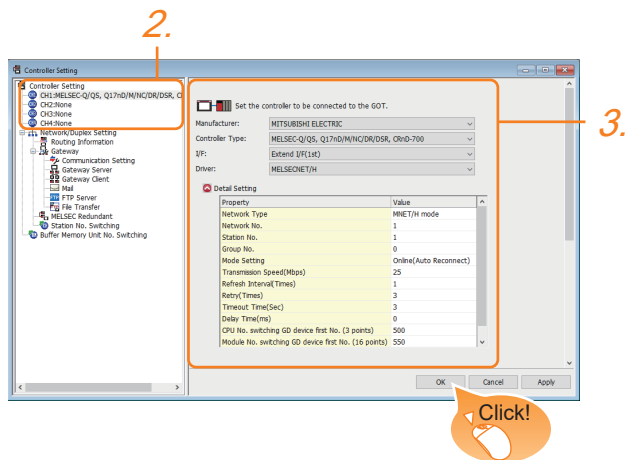 2.
Controller Setting
Controller Setting
CH1:MELSEC-Q/QS, Q17nD/M/NC/DR/DSR, C
CH2:None
CH3:None
CH4:None
Network/Duplex Setting
Routing Information
Gateway
Communication Setting
Gateway Server
Gateway Client
Mail
FTP Server
File Transfer
MELSEC Redundant
Station No. Switching
Buffer Memory Unit No. Switching
Set the controller to be connected to the GOT.
Manufacturer: MITSUBISHI ELECTRIC
Controller Type: MELSEC-Q/QS, Q17nD/M/NC/DR/DSR, CRnD-700
I/F: Extend I/F(1st)
Driver: MELSECNET/H
Detail Setting
Property Value
Network Type MNET/H mode
Network No. 1
Station No. 1
Group No. 0
Mode Setting Online(Auto Reconnect)
Transmission Speed(Mbps) 25
Refresh Interval(Times) 1
Retry(Times) 3
Timeout Time(Sec) 3
Delay Time(ms) 0
CPU No. switching GD device first No. (3 points) 500
Module No. switching GD device first No. (16 points) 550
3.
OK Cancel Apply
Click!